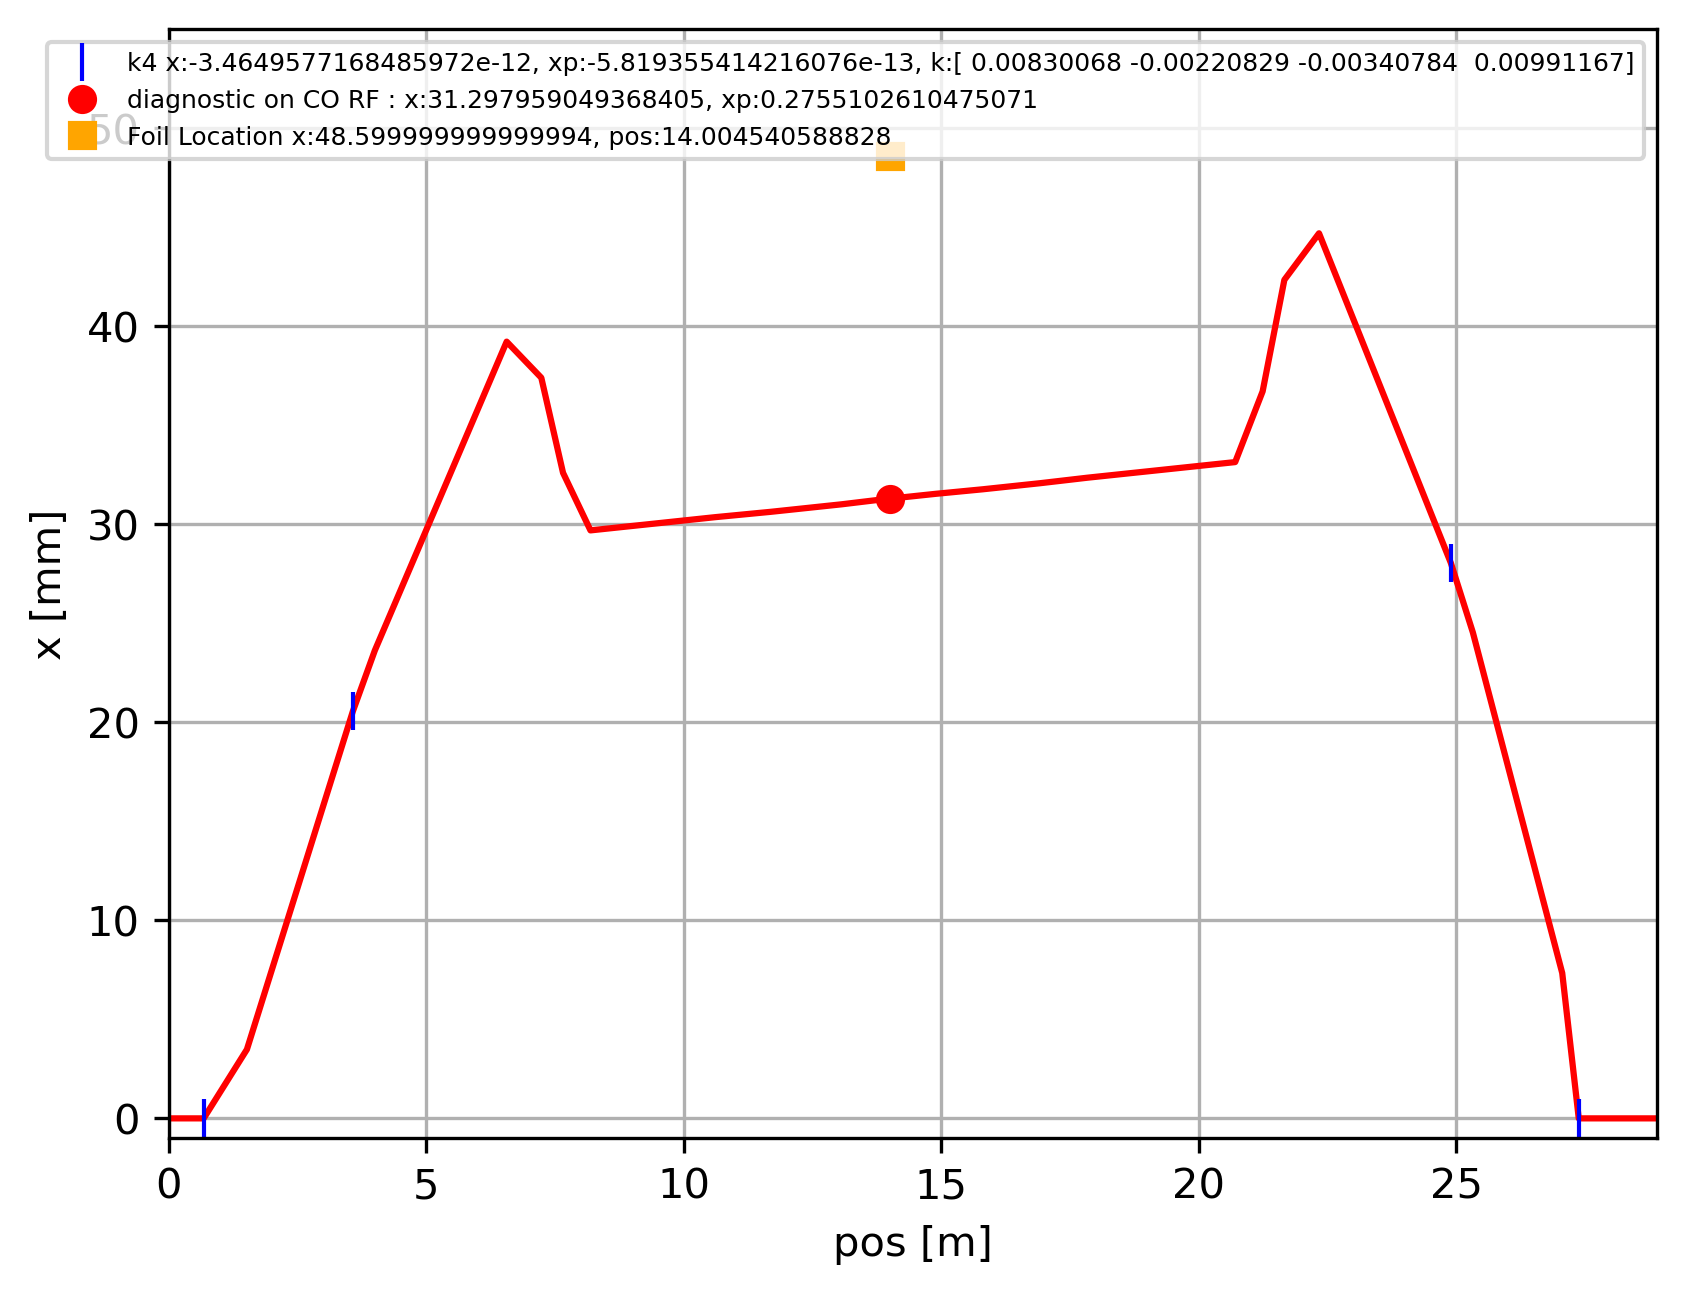 k4 x:-3.4649577168485972e-12, xp:-5.819355414216076e-13, k:[ 0.00830068 -0.00220829 -0.00340784  0.00991167]
diagnostic on CO RF : x:31.297959049368405, xp:0.2755102610475071
Foil Location x:48.599999999999994, pos:14.004540588828
50
40
30
20
10
0
x [mm]
0 5 10 15 20 25
pos [m]